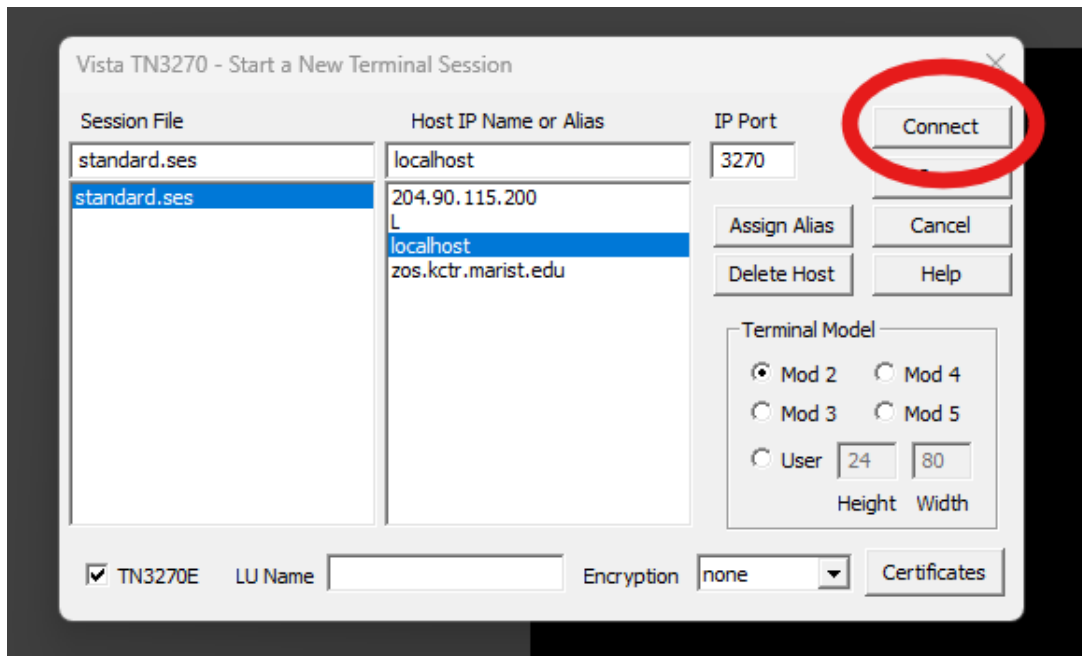 Vista TN3270 - Start a New Terminal Session
Session File
Host IP Name or Alias
IP Port
Connect
standard.ses
localhost
3270
standard.ses
204.90.115.200
L
localhost
zos.kctr.marist.edu
Assign Alias
Cancel
Delete Host
Help
Terminal Model
Mod 2
Mod 4
Mod 3
Mod 5
User
24
80
Height
Width
TN3270E
LU Name
Encryption
none
Certificates